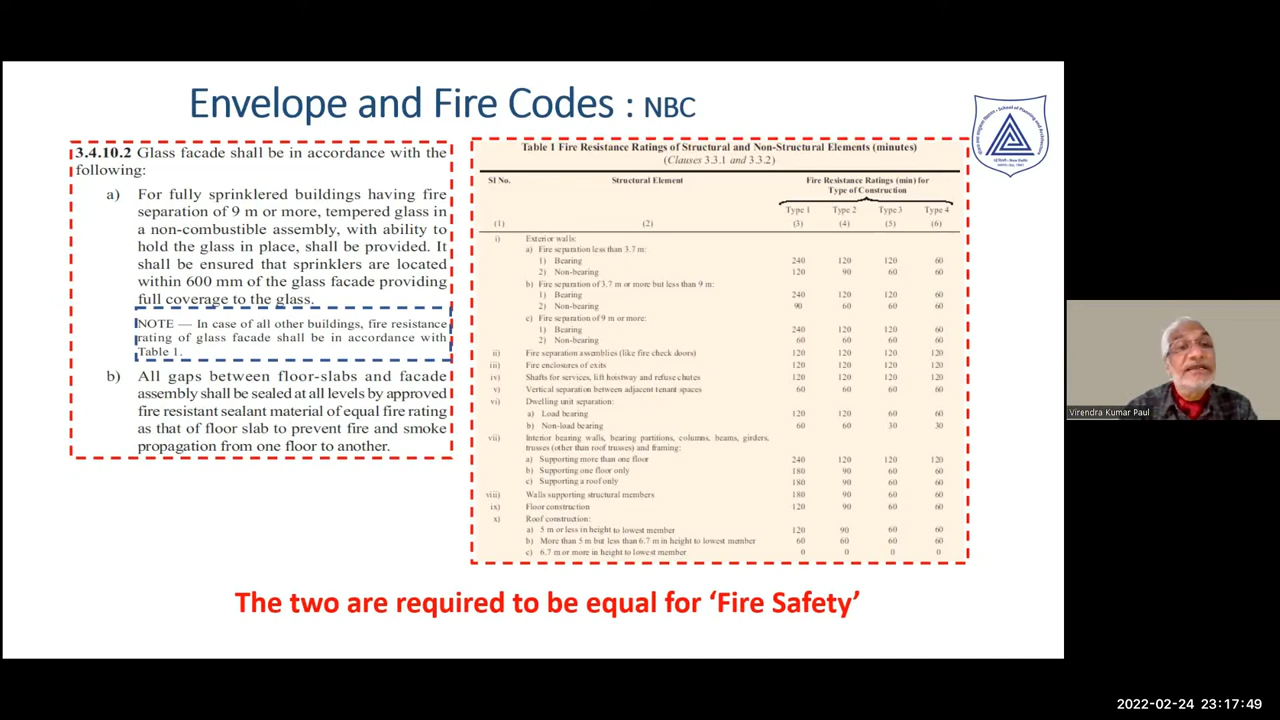 Envelope and Fire Codes : NBC
3.4.10.2 Glass facade shall be in accordance with the
following:
a) For fully sprinklered buildings having fire
separation of 9 m or more, tempered glass in
a non-combustible assembly, with ability to
hold the glass in place, shall be provided. It
shall be ensured that sprinklers are located
within 600 mm of the glass facade providing
full coverage to the glass.
NOTE — In case of all other buildings, fire resistance
rating of glass facade shall be in accordance with
Table 1.
b) All gaps between floor-slabs and facade
assembly shall be sealed at all levels by approved
fire resistant sealant material of equal fire rating
as that of floor slab to prevent fire and smoke
propagation from one floor to another.
Table 1 Fire Resistance Ratings of Structural and Non-Structural Elements (minutes)
(Clauses 3.3.1 and 3.3.2)
Sl No. Structural Element Fire Resistance Ratings (min) for
Type of Construction
Type 1 Type 2 Type 3 Type 4
(1) (2) (3) (4) (5) (6)
i) Exterior walls:
a) Fire separation less than 3.7 m:
1) Bearing 240 120 120 60
2) Non-bearing 120 90 60 60
b) Fire separation of 3.7 m or more but less than 9 m:
1) Bearing 240 120 120 60
2) Non-bearing 90 60 60 60
c) Fire separation of 9 m or more:
1) Bearing 240 120 120 60
2) Non-bearing 60 60 60 60
ii) Fire separation assemblies (like fire check doors) 120 120 120 120
iii) Fire enclosures of exits 120 120 120 120
iv) Shafts for services, lift hoistway and refuse chutes 120 120 120 120
v) Vertical separation between adjacent tenant spaces 60 60 60 60
vi) Dwelling unit separation:
a) Load bearing 120 120 60 60
b) Non-load bearing 60 60 30 30
vii) Interior bearing walls, bearing partitions, columns, beams, girders,
trusses (other than roof trusses) and framing:
a) Supporting more than one floor 240 120 120 120
b) Supporting one floor only 180 90 60 60
c) Supporting a roof only 180 90 60 60
viii) Walls supporting structural members 180 90 60 60
ix) Floor construction 120 90 60 60
x) Roof construction:
a) 5 m or less in height to lowest member 120 90 60 60
b) More than 5 m but less than 6.7 m in height to lowest member 60 60 60 60
c) 6.7 m or more in height to lowest member 0 0 0 0
The two are required to be equal for ‘Fire Safety’
Virendra Kumar Paul
2022-02-24 23:17:49